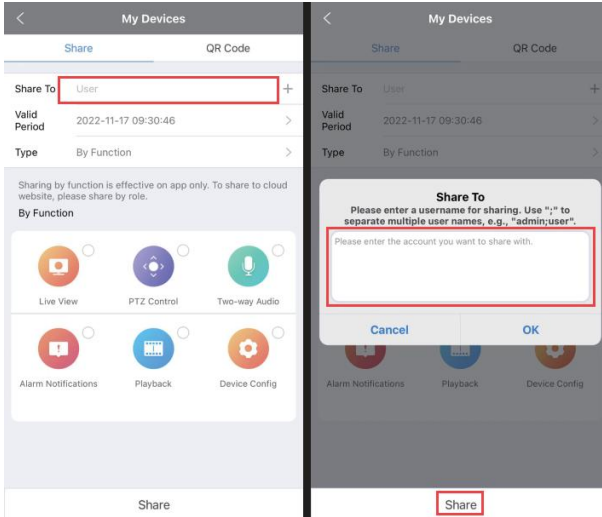 My Devices
Share
QR Code
Share To
User
+
Valid Period
2022-11-17 09:30:46
Type
By Function
Sharing by function is effective on app only. To share to cloud
website, please share by role.
By Function
Live View
PTZ Control
Two-way Audio
Alarm Notifications
Playback
Device Config
Share
My Devices
Share
QR Code
Share To
User
+
Valid Period
2022-11-17 09:30:46
Type
By Function
Share To
Please enter a username for sharing. Use ";" to
separate multiple user names, e.g., "admin;user".
Please enter the account you want to share with.
Cancel
OK
Alarm Notifications
Playback
Device Config
Share